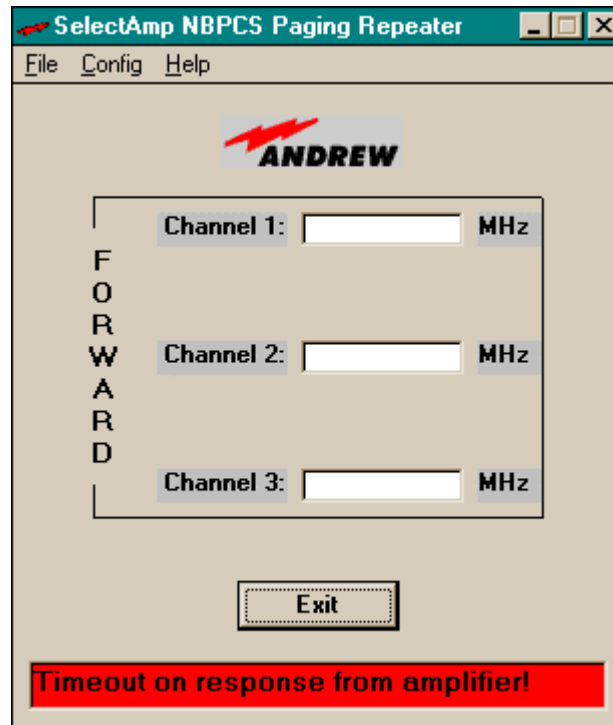 SelectAmp NBPCS Paging Repeater
File Config Help
ANDREW
FORWARD
Channel 1: MHz
Channel 2: MHz
Channel 3: MHz
Exit
Timeout on response from amplifier!